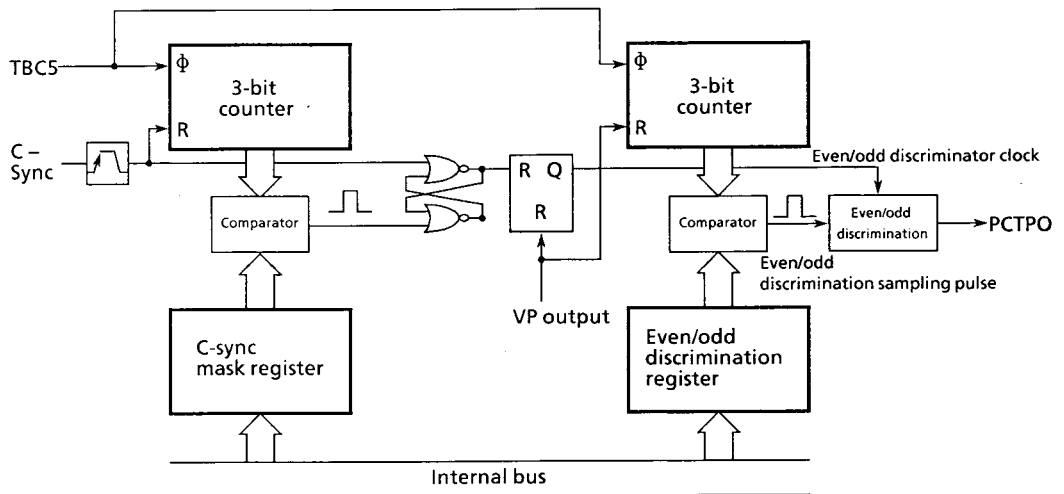 TBC5
Φ
3-bit
counter
R
C –
Sync
Comparator
C-sync
mask register
R Q
R
VP output
Φ
3-bit
counter
R
Even/odd discriminator clock
Comparator
Even/odd
discrimination
PCTPO
Even/odd
discrimination sampling pulse
Even/odd
discrimination
register
Internal bus